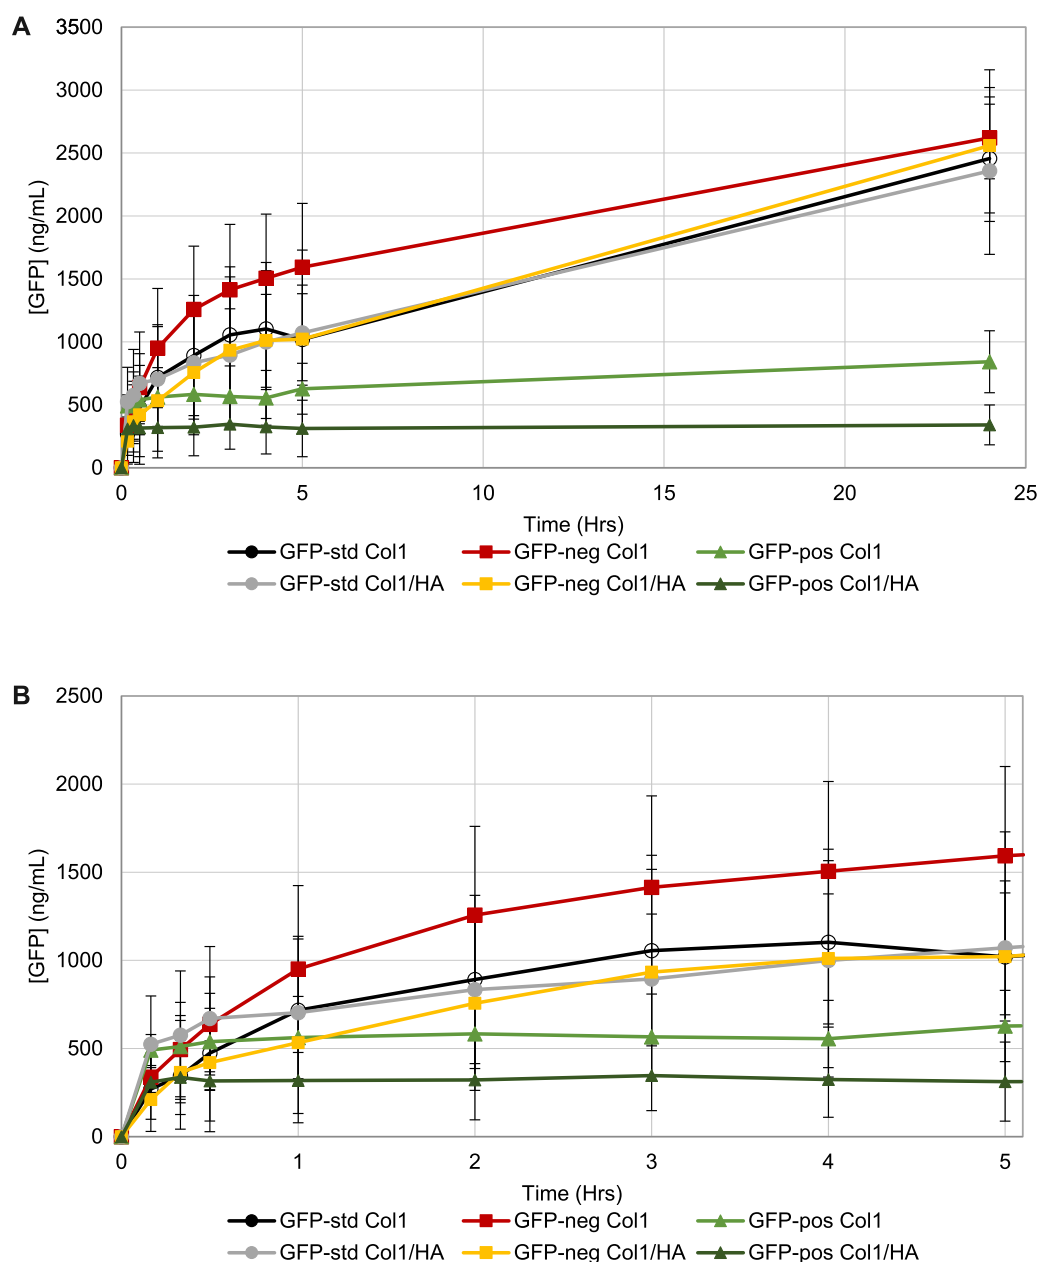 A
3500
3000
2500
2000
1500
1000
500
0
[GFP] (ng/mL)
0 5 10 15 20 25
Time (Hrs)
GFP-std Col1 GFP-neg Col1 GFP-pos Col1
GFP-std Col1/HA GFP-neg Col1/HA GFP-pos Col1/HA
B
2500
2000
1500
1000
500
0
[GFP] (ng/mL)
0 1 2 3 4 5
Time (Hrs)
GFP-std Col1 GFP-neg Col1 GFP-pos Col1
GFP-std Col1/HA GFP-neg Col1/HA GFP-pos Col1/HA